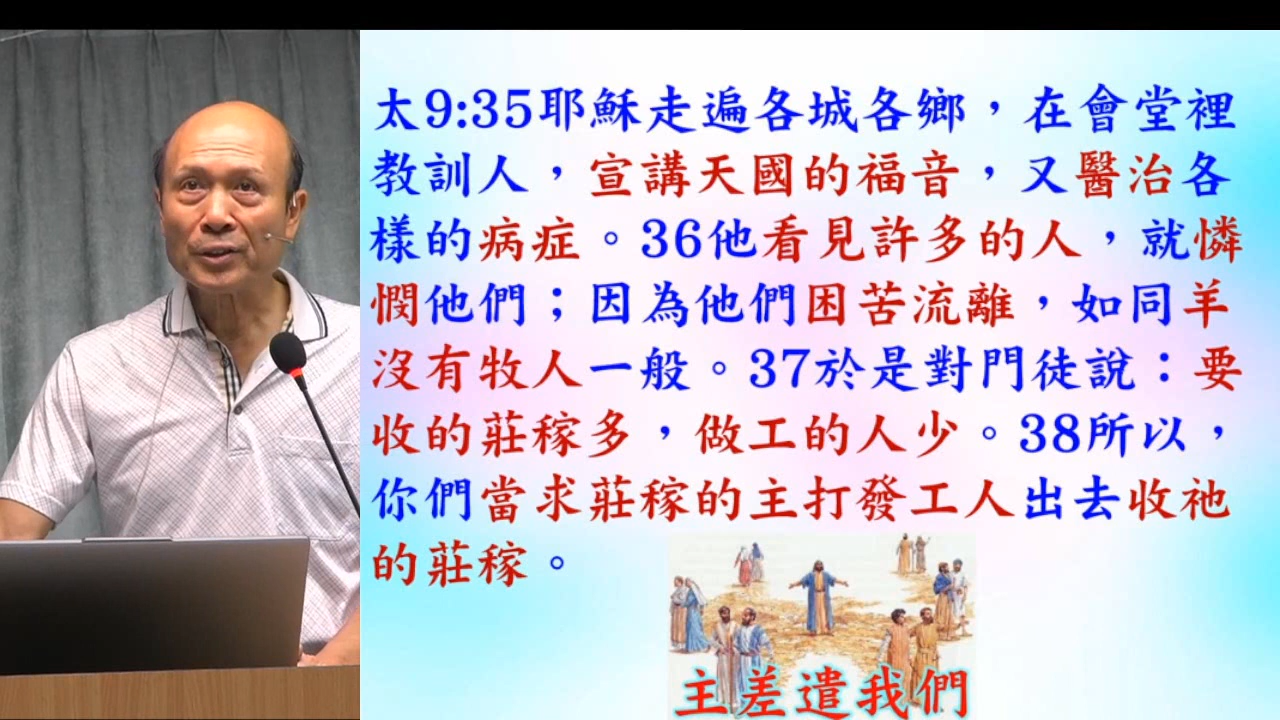 太9:35耶穌走遍各城各鄉，在會堂裡
教訓人，宣講天國的福音，又醫治各
樣的病症。36他看見許多的人，就憐
憫他們；因為他們困苦流離，如同羊
沒有牧人一般。37於是對門徒說：要
收的莊稼多，做工的人少。38所以，
你們當求莊稼的主打發工人出去收祂
的莊稼。
主差遣我們